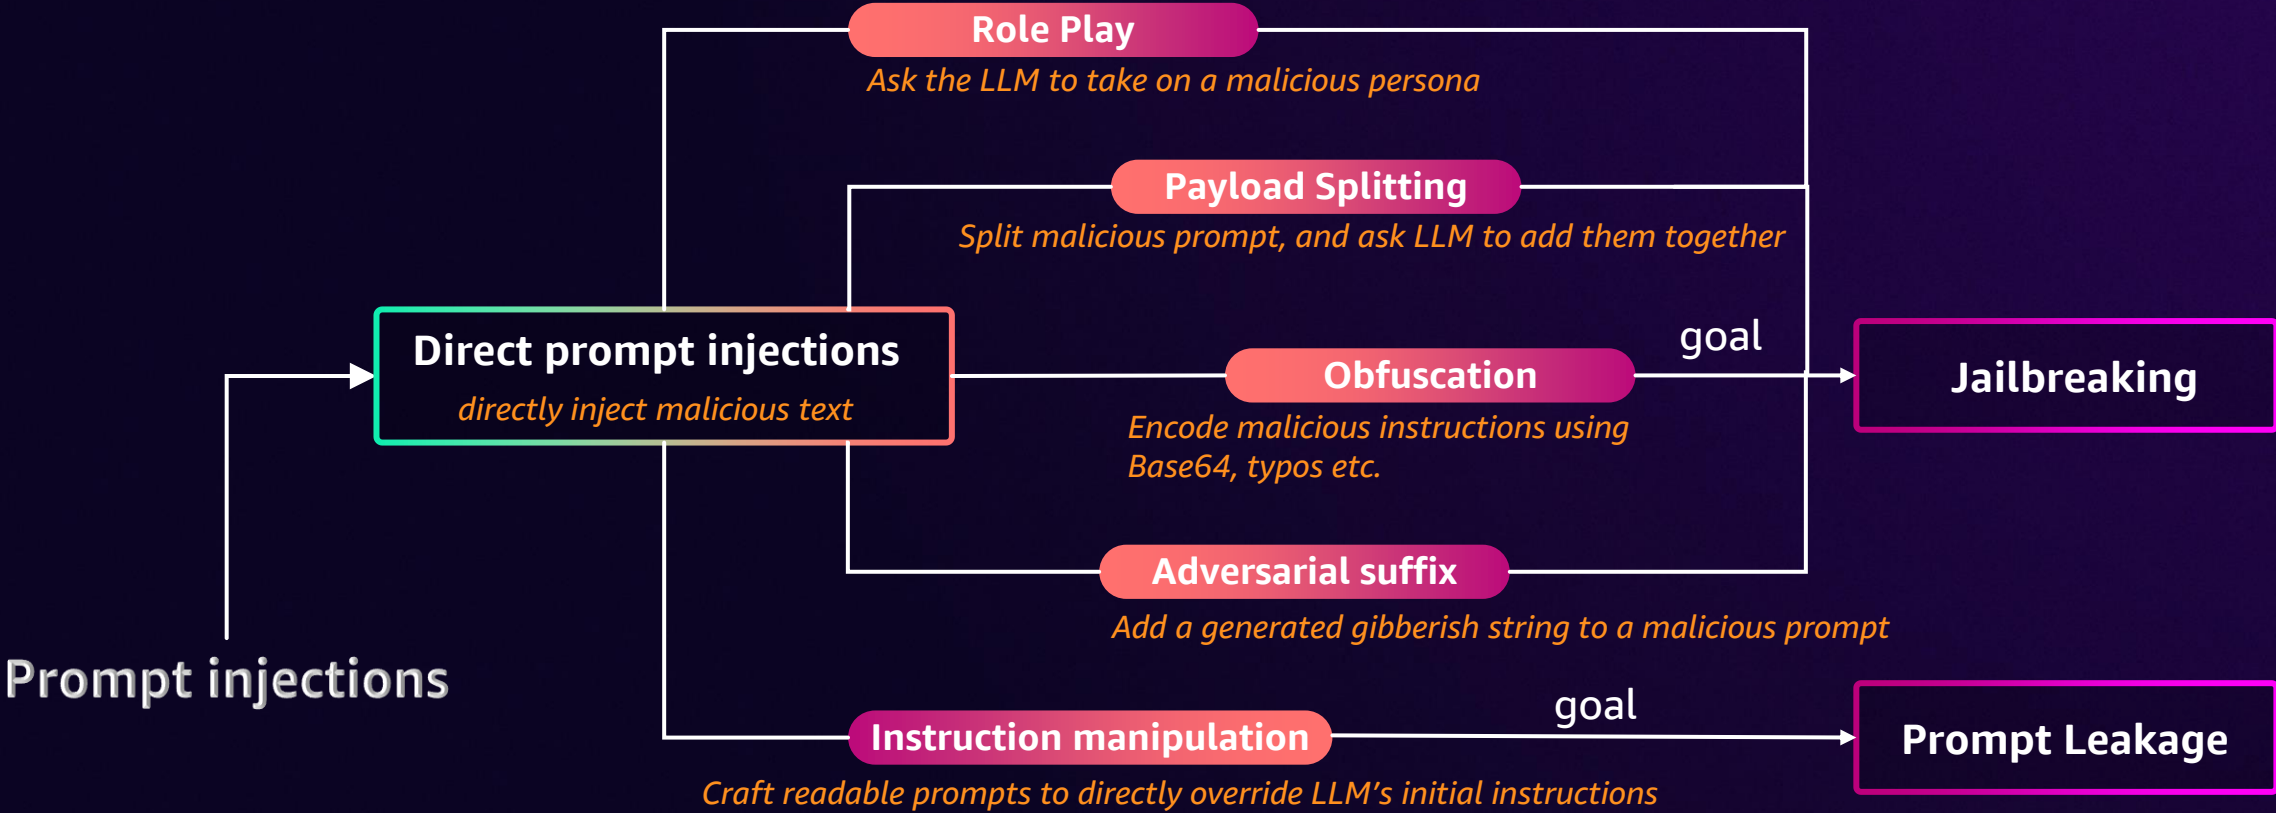 Role Play
Ask the LLM to take on a malicious persona
Payload Splitting
Split malicious prompt, and ask LLM to add them together
Direct prompt injections
directly inject malicious text
goal
Obfuscation
Jailbreaking
Encode malicious instructions using
Base64, typos etc.
Adversarial suffix
Add a generated gibberish string to a malicious prompt
Prompt injections
goal
Instruction manipulation
Prompt Leakage
Craft readable prompts to directly override LLM’s initial instructions